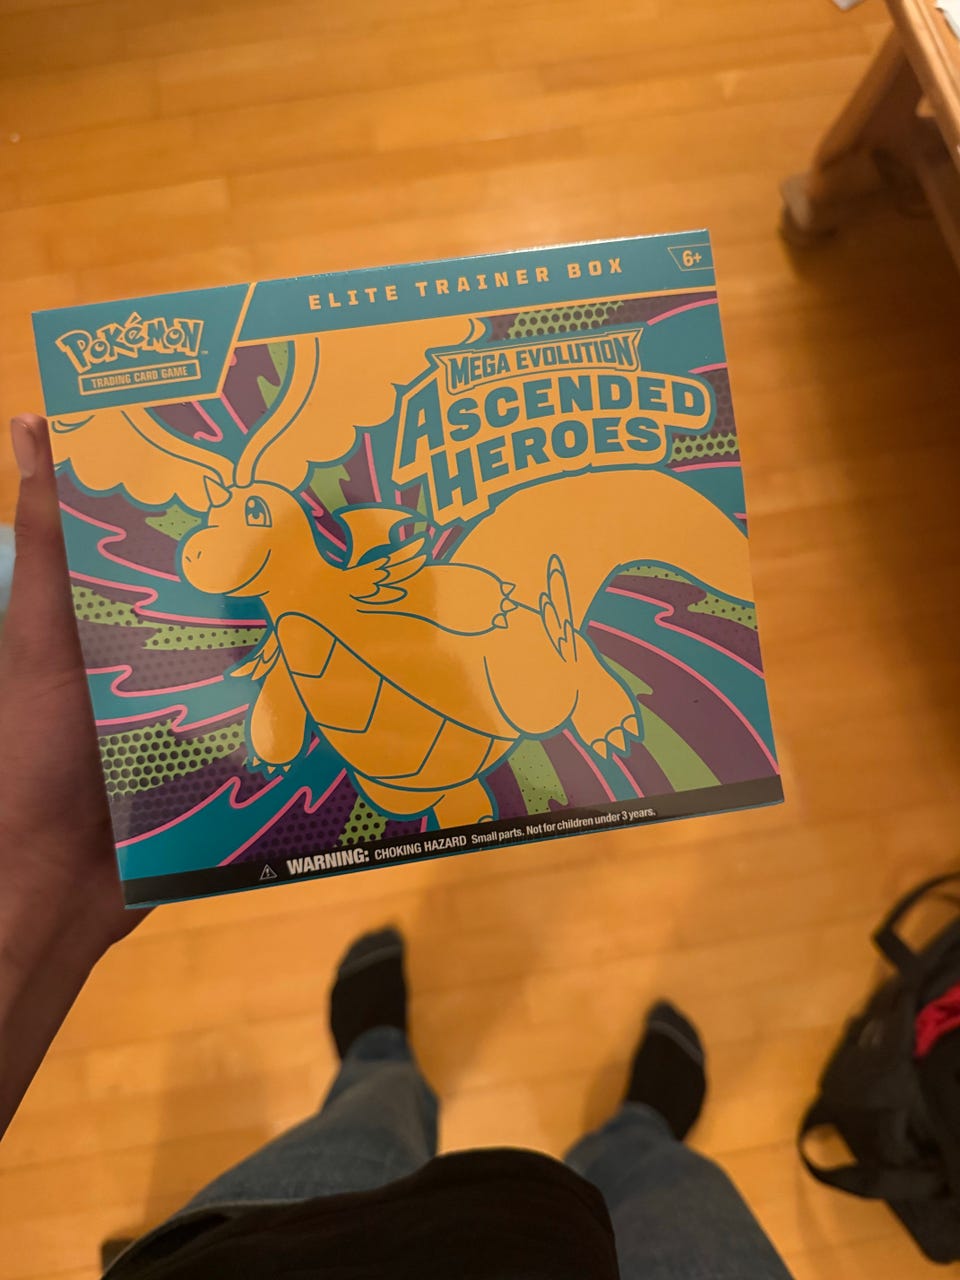 ELITE TRAINER BOX
6+
POKéMON
TRADING CARD GAME
MEGA EVOLUTION
ASCENDED
HEROES
WARNING: CHOKING HAZARD Small parts. Not for children under 3 years.